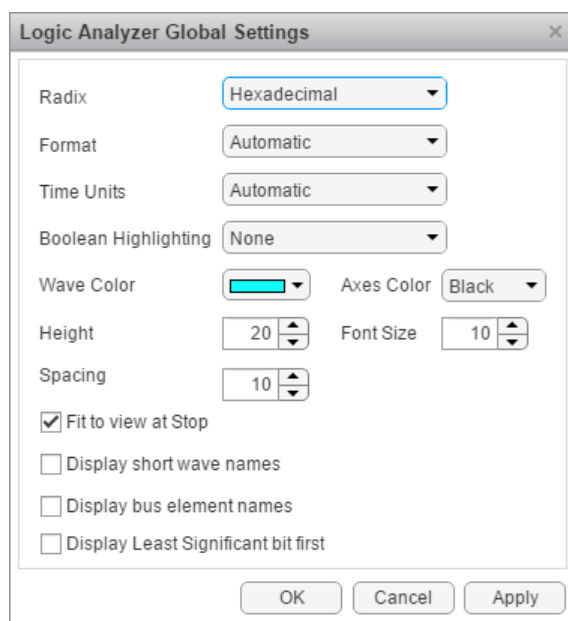 Logic Analyzer Global Settings
Radix Hexadecimal
Format Automatic
Time Units Automatic
Boolean Highlighting None
Wave Color Axes Color Black
Height 20 Font Size 10
Spacing 10
Fit to view at Stop
Display short wave names
Display bus element names
Display Least Significant bit first
OK Cancel Apply